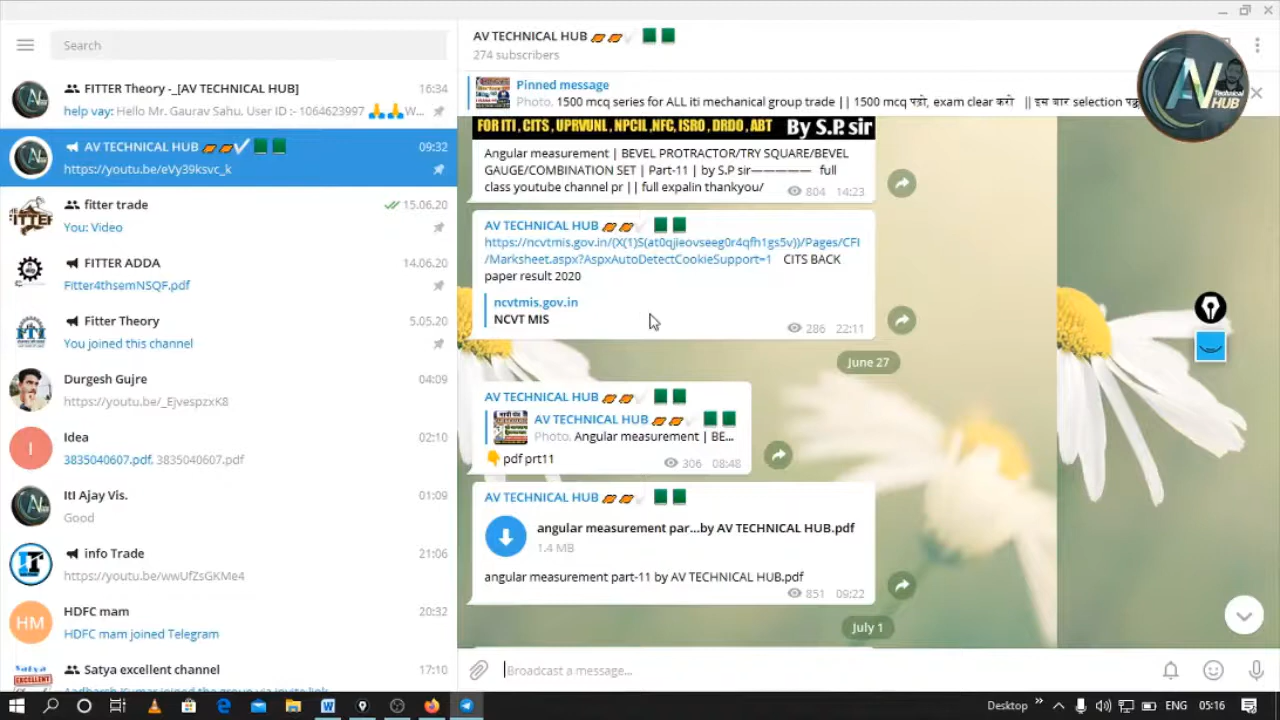 Search
FITTER Theory -_[AV TECHNICAL HUB]
16:34
help vay: Hello Mr. Gaurav Sahu, User ID :- 1064623997 🙏🙏W...
AV TECHNICAL HUB
09:32
https://youtu.be/eVy39ksvc_k
fitter trade
15.06.20
You: Video
FITTER ADDA
14.06.20
Fitter4thsemNSQF.pdf
Fitter Theory
5.05.20
You joined this channel
Durgesh Gujre
04:09
https://youtu.be/_EjvespzxK8
Idea
02:10
3835040607.pdf, 3835040607.pdf
ItI Ajay Vis.
01:09
Good
info Trade
21:06
https://youtu.be/wwUfZsGKMe4
HDFC mam
20:32
HM
HDFC mam joined Telegram
Satya excellent channel
17:10
AV TECHNICAL HUB
274 subscribers
Pinned message
Photo, 1500 mcq series for ALL iti mechanical group trade || 1500 mcq पढ़ो, exam clear करो || इस बार selection
AV
Technical
HUB
FOR ITI , CITS , UPRVUNL , NPCIL ,NFC, ISRO , DRDO , ABT By S.P. sir
Angular measurement | BEVEL PROTRACTOR/TRY SQUARE/BEVEL
GAUGE/COMBINATION SET | Part-11 | by S.P sir————— full
class youtube channel pr || full expalin thankyou/
804 14:23
AV TECHNICAL HUB
https://ncvtmis.gov.in/(X(1)S(at0qjieovseeg0r4qfh1gs5v))/Pages/CFI
/Marksheet.aspx?AspxAutoDetectCookieSupport=1 CITS BACK
paper result 2020
ncvtmis.gov.in
NCVT MIS
286 22:11
June 27
AV TECHNICAL HUB
AV TECHNICAL HUB
Photo, Angular measurement | BE...
👇 pdf prt11
306 08:48
AV TECHNICAL HUB
angular measurement par...by AV TECHNICAL HUB.pdf
1.4 MB
angular measurement part-11 by AV TECHNICAL HUB.pdf
851 09:22
July 1
Broadcast a message...
Desktop
ENG
05:16